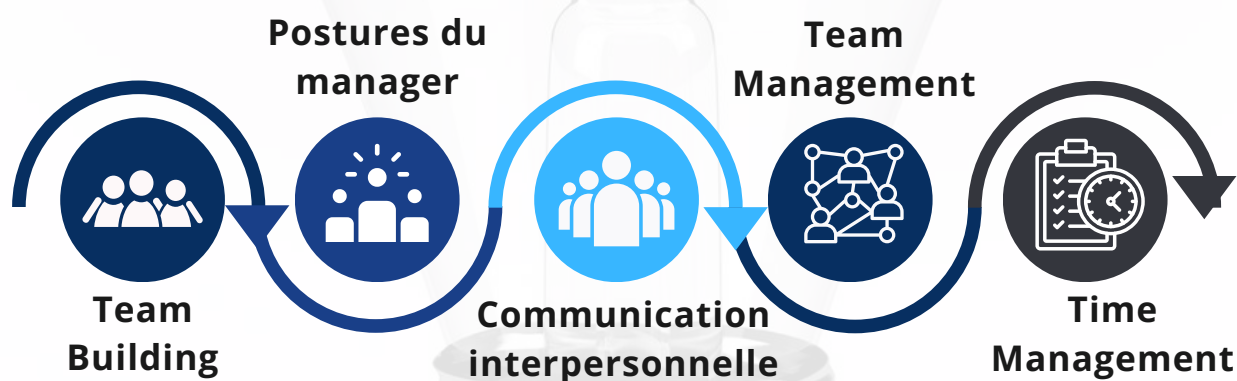 Team
Building
Postures du
manager
Communication
interpersonnelle
Team
Management
Time
Management